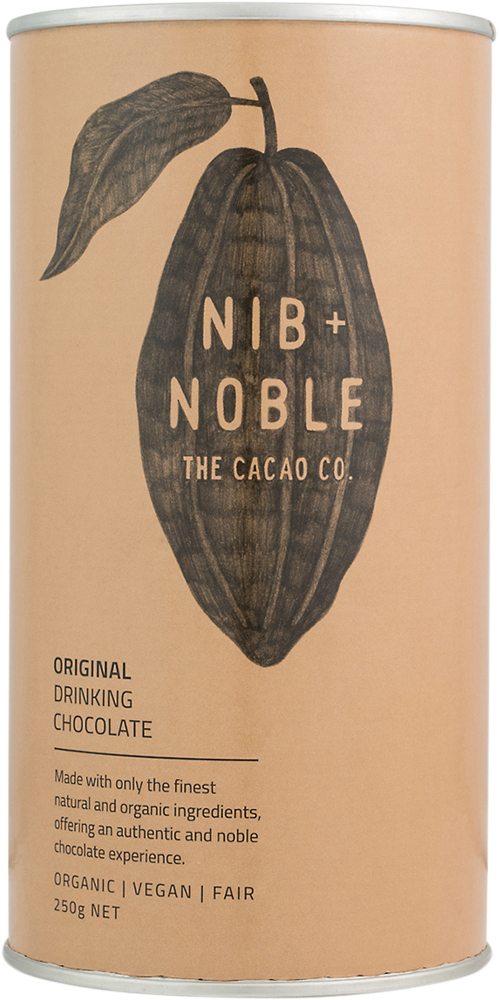 NIB +
NOBLE
THE CACAO CO.
ORIGINAL
DRINKING
CHOCOLATE
Made with only the finest
natural and organic ingredients,
offering an authentic and noble
chocolate experience.
ORGANIC | VEGAN | FAIR
250g NET